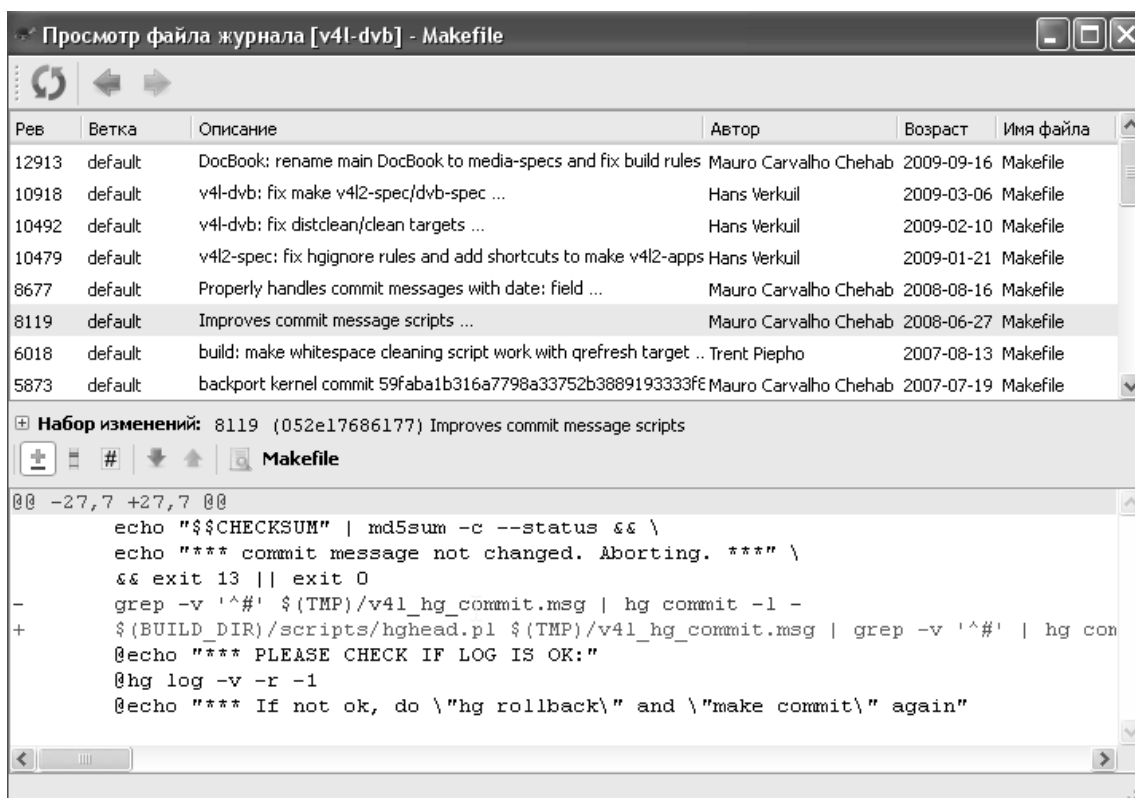 Просмотр файла журнала [v4l-dvb] - Makefile
Рев Ветка Описание Автор Возраст Имя файла
12913 default DocBook: rename main DocBook to media-specs and fix build rules Mauro Carvalho Chehab 2009-09-16 Makefile
10918 default v4l-dvb: fix make v4l2-spec/dvb-spec ... Hans Verkuil 2009-03-06 Makefile
10492 default v4l-dvb: fix distclean/clean targets ... Hans Verkuil 2009-02-10 Makefile
10479 default v4l2-spec: fix hgignore rules and add shortcuts to make v4l2-apps Hans Verkuil 2009-01-21 Makefile
8677 default Properly handles commit messages with date: field ... Mauro Carvalho Chehab 2008-08-16 Makefile
8119 default Improves commit message scripts ... Mauro Carvalho Chehab 2008-06-27 Makefile
6018 default build: make whitespace cleaning script work with qrefresh target .. Trent Piepho 2007-08-13 Makefile
5873 default backport kernel commit Mauro Carvalho Chehab 2007-07-19 Makefile
Набор изменений: 8119 (052e17686177) Improves commit message scripts
# Makefile
@@ -27,7 +27,7 @@
echo "$$CHECKSUM" | md5sum -c --status && \
echo "*** commit message not changed. Aborting. ***" \
&& exit 13 || exit 0
- grep -v '^#' $(TMP)/v4l_hg_commit.msg | hg commit -l -
+ $(BUILD_DIR)/scripts/hghead.pl $(TMP)/v4l_hg_commit.msg | grep -v '^#' | hg com
@echo "*** PLEASE CHECK IF LOG IS OK:"
@hg log -v -r -1
@echo "*** If not ok, do \"hg rollback\" and \"make commit\" again"